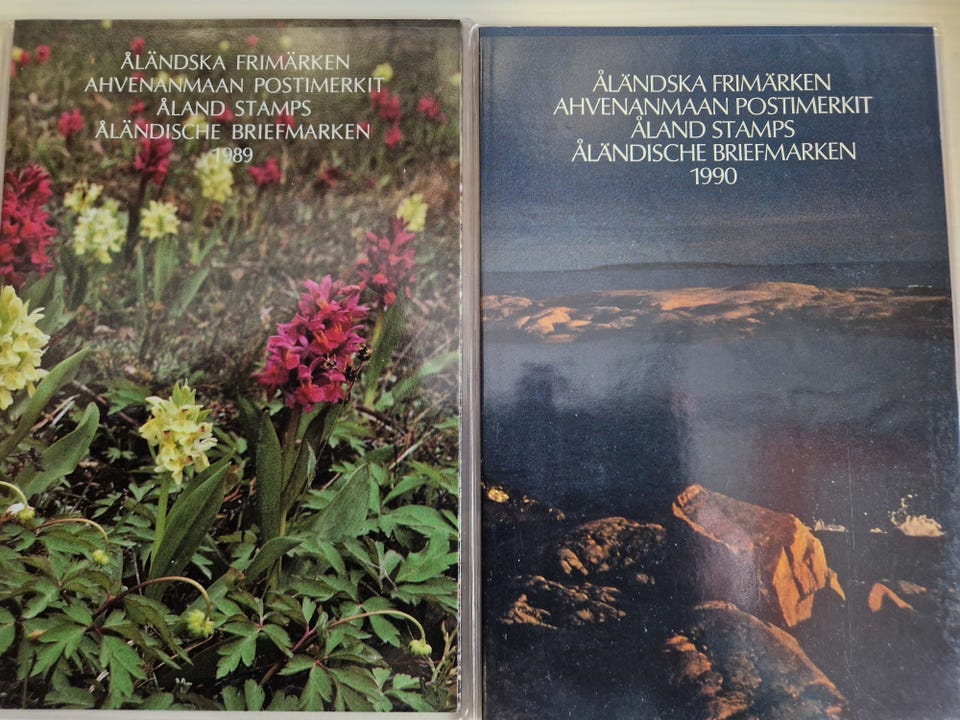 ÅLÄNDSKA FRIMÄRKEN
AHVENANMAAN POSTIMERKIT
ÅLAND STAMPS
ÅLÄNDISCHE BRIEFMARKEN
1989
ÅLÄNDSKA FRIMÄRKEN
AHVENANMAAN POSTIMERKIT
ÅLAND STAMPS
ÅLÄNDISCHE BRIEFMARKEN
1990